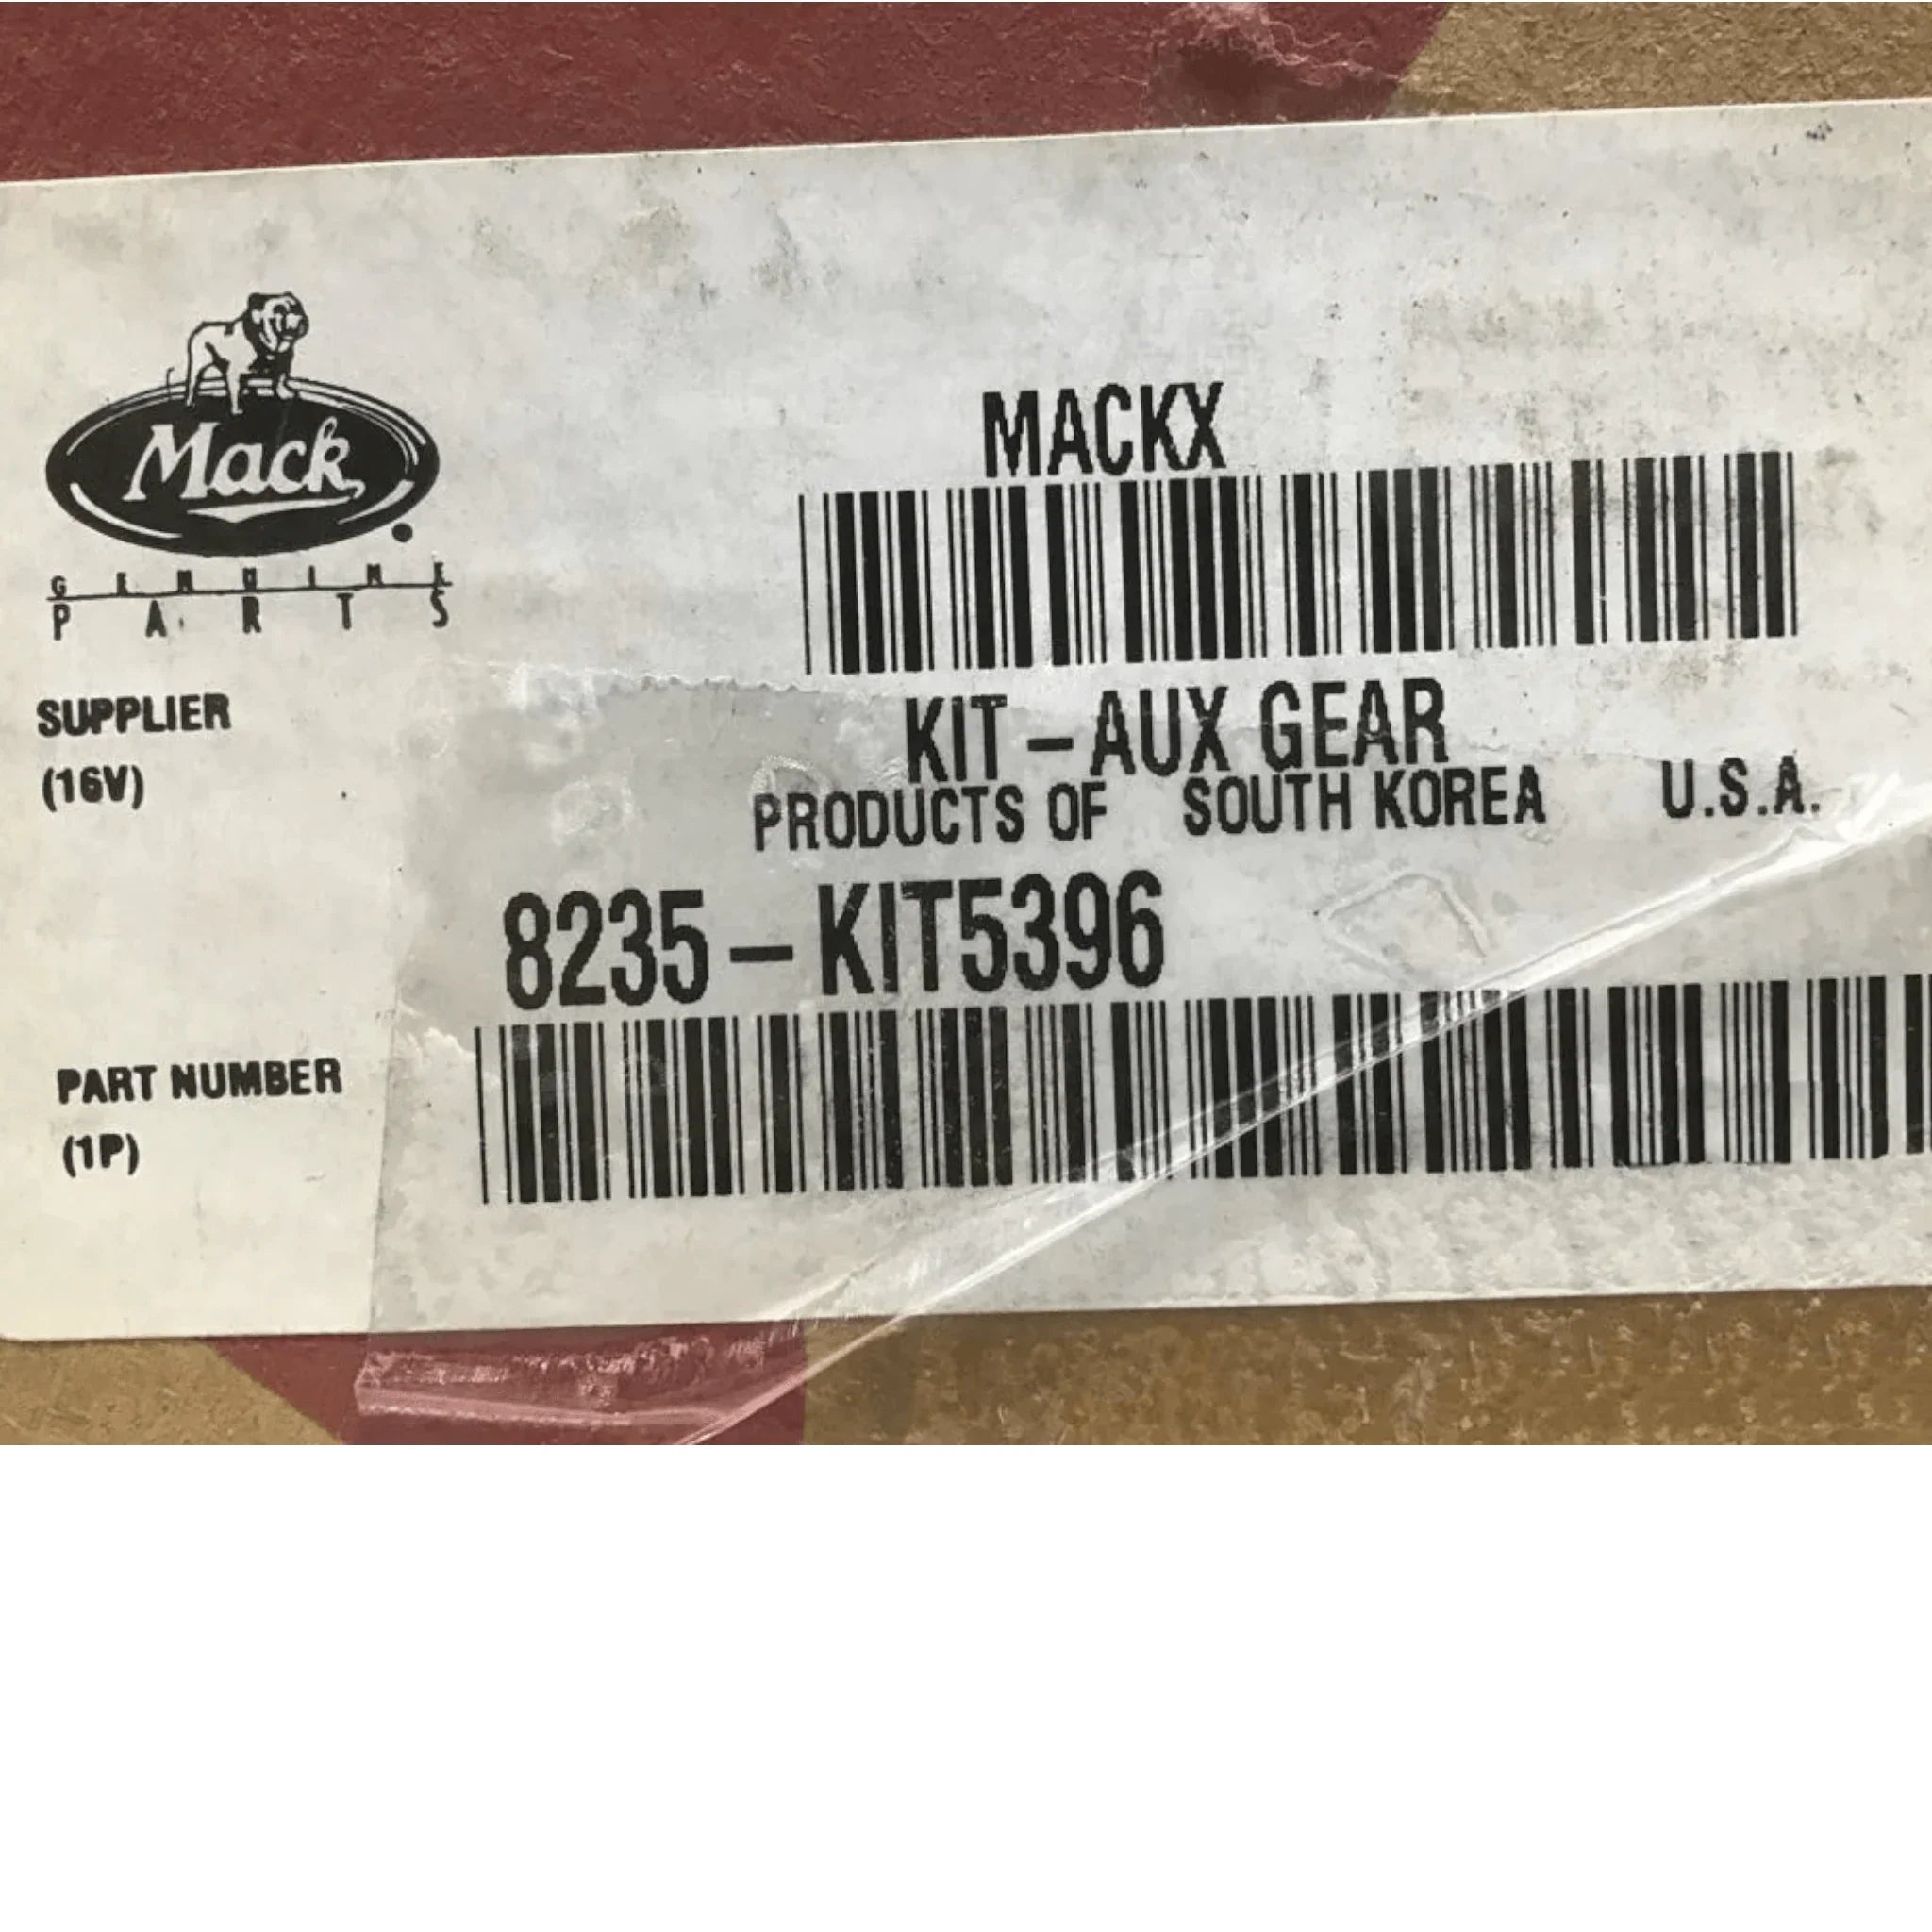 Mack
GENUINE
PARTS
MACKX
SUPPLIER
(16V)
KIT – AUX GEAR
PRODUCTS OF SOUTH KOREA U.S.A.
8235 – KIT5396
PART NUMBER
(1P)